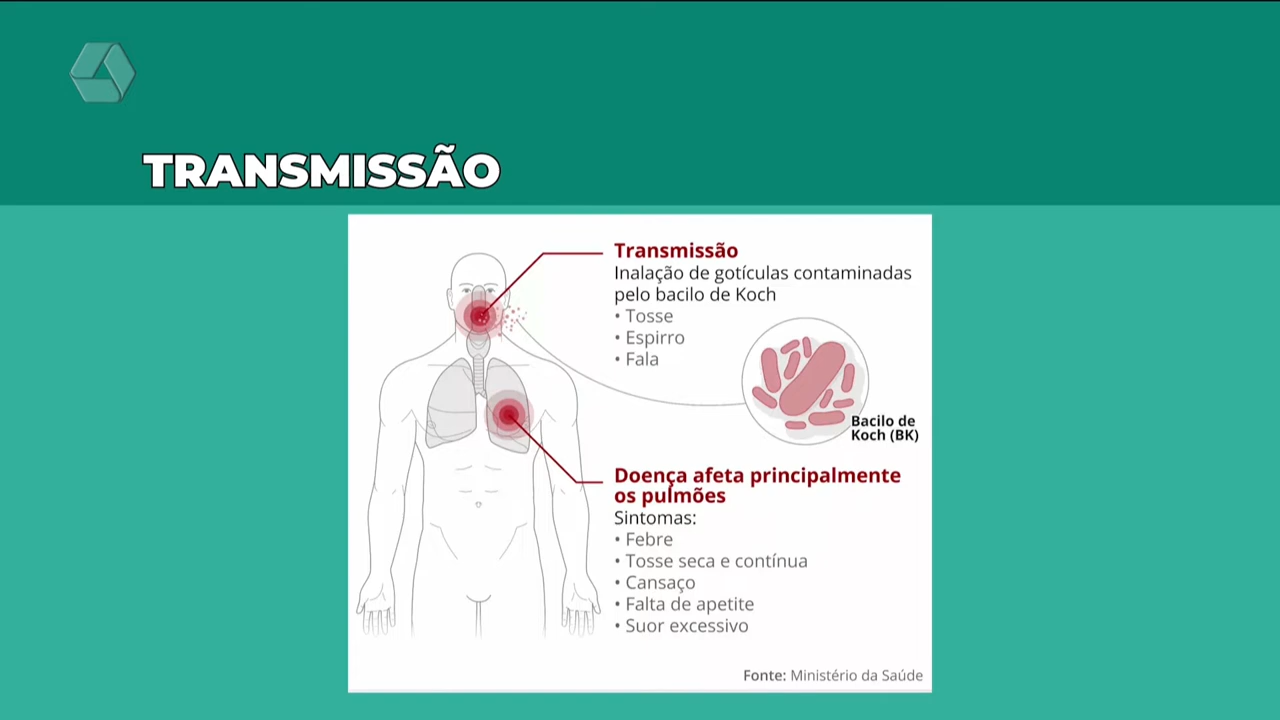 TRANSMISSÃO
Transmissão
Inalação de gotículas contaminadas
pelo bacilo de Koch
• Tosse
• Espirro
• Fala
Bacilo de
Koch (BK)
Doença afeta principalmente
os pulmões
Sintomas:
• Febre
• Tosse seca e contínua
• Cansaço
• Falta de apetite
• Suor excessivo
Fonte: Ministério da Saúde